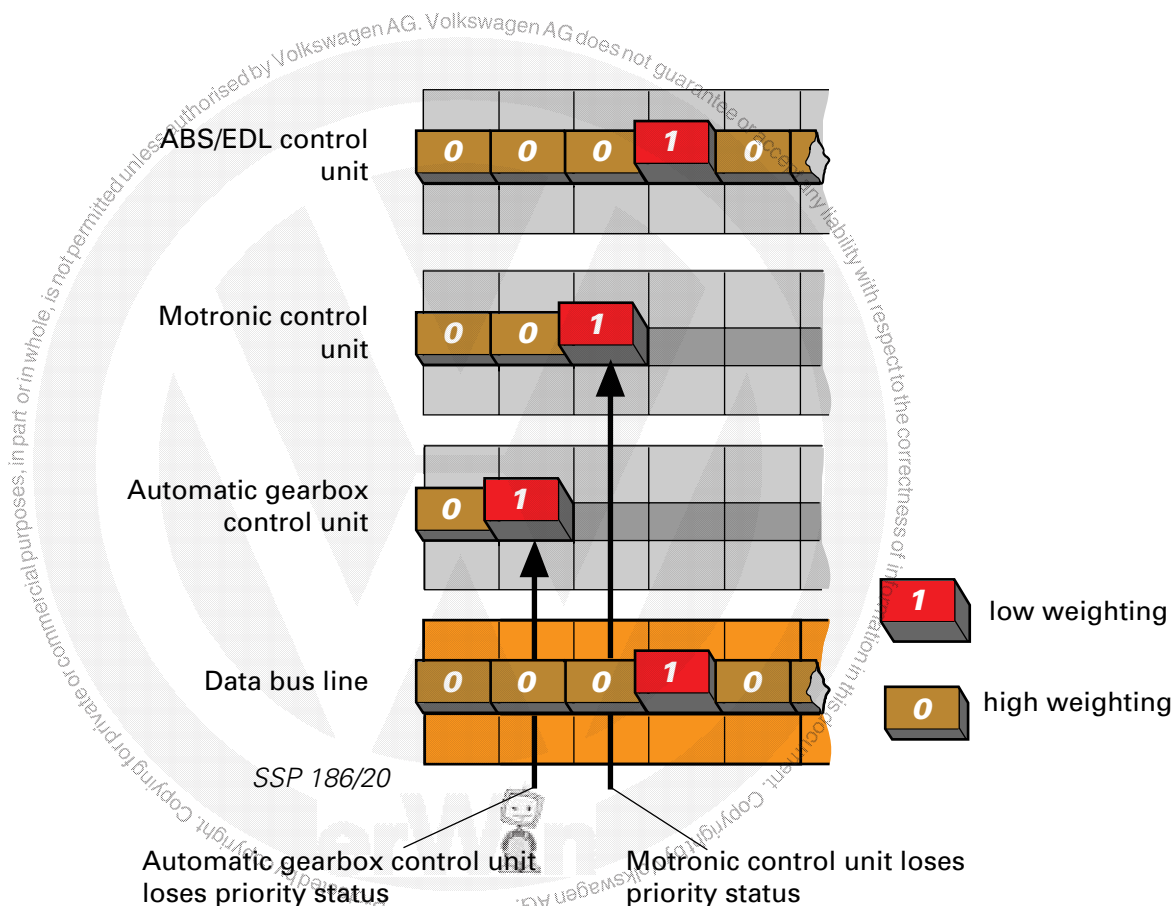 Protected by copyright. Copying for private or commercial purposes, in part or in whole, is not permitted unless authorised by Volkswagen AG. Volkswagen AG does not guarantee or accept any liability with respect to the correctness of information in this document. Copyright by Volkswagen AG.
ABS/EDL control
unit
0 0 0 1 0
Motronic control
unit
0 0 1
Automatic gearbox
control unit
0 1
1 low weighting
Data bus line
0 0 0 1 0
0 high weighting
SSP 186/20
Automatic gearbox control unit
loses priority status
Motronic control unit loses
priority status